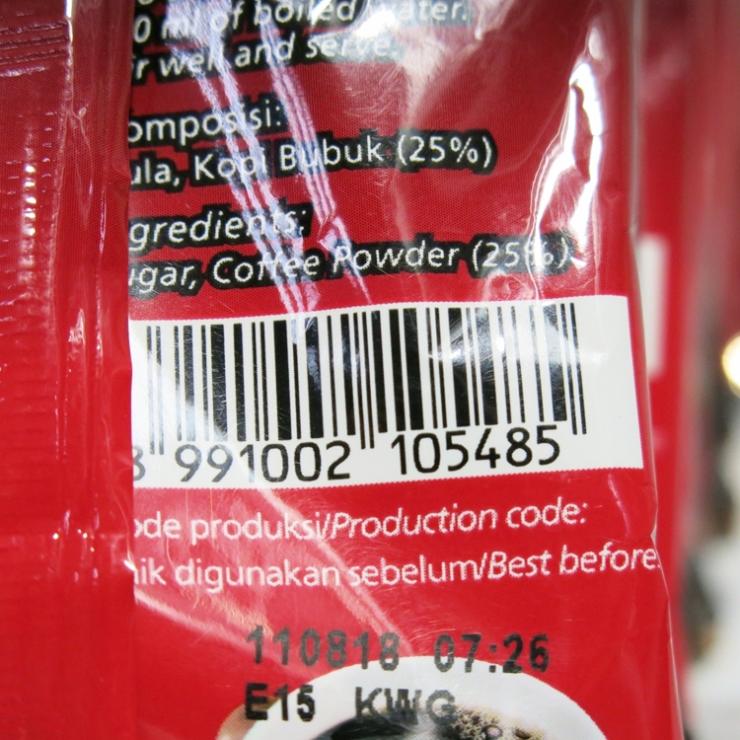 0 ml of boiled water.
r well and serve.
omposisi:
ula, Kopi Bubuk (25%)
gredients:
ugar, Coffee Powder (25%)
8 991002 105485
ode produksi/Production code:
ik digunakan sebelum/Best before
110818 07:26
E15 KWG